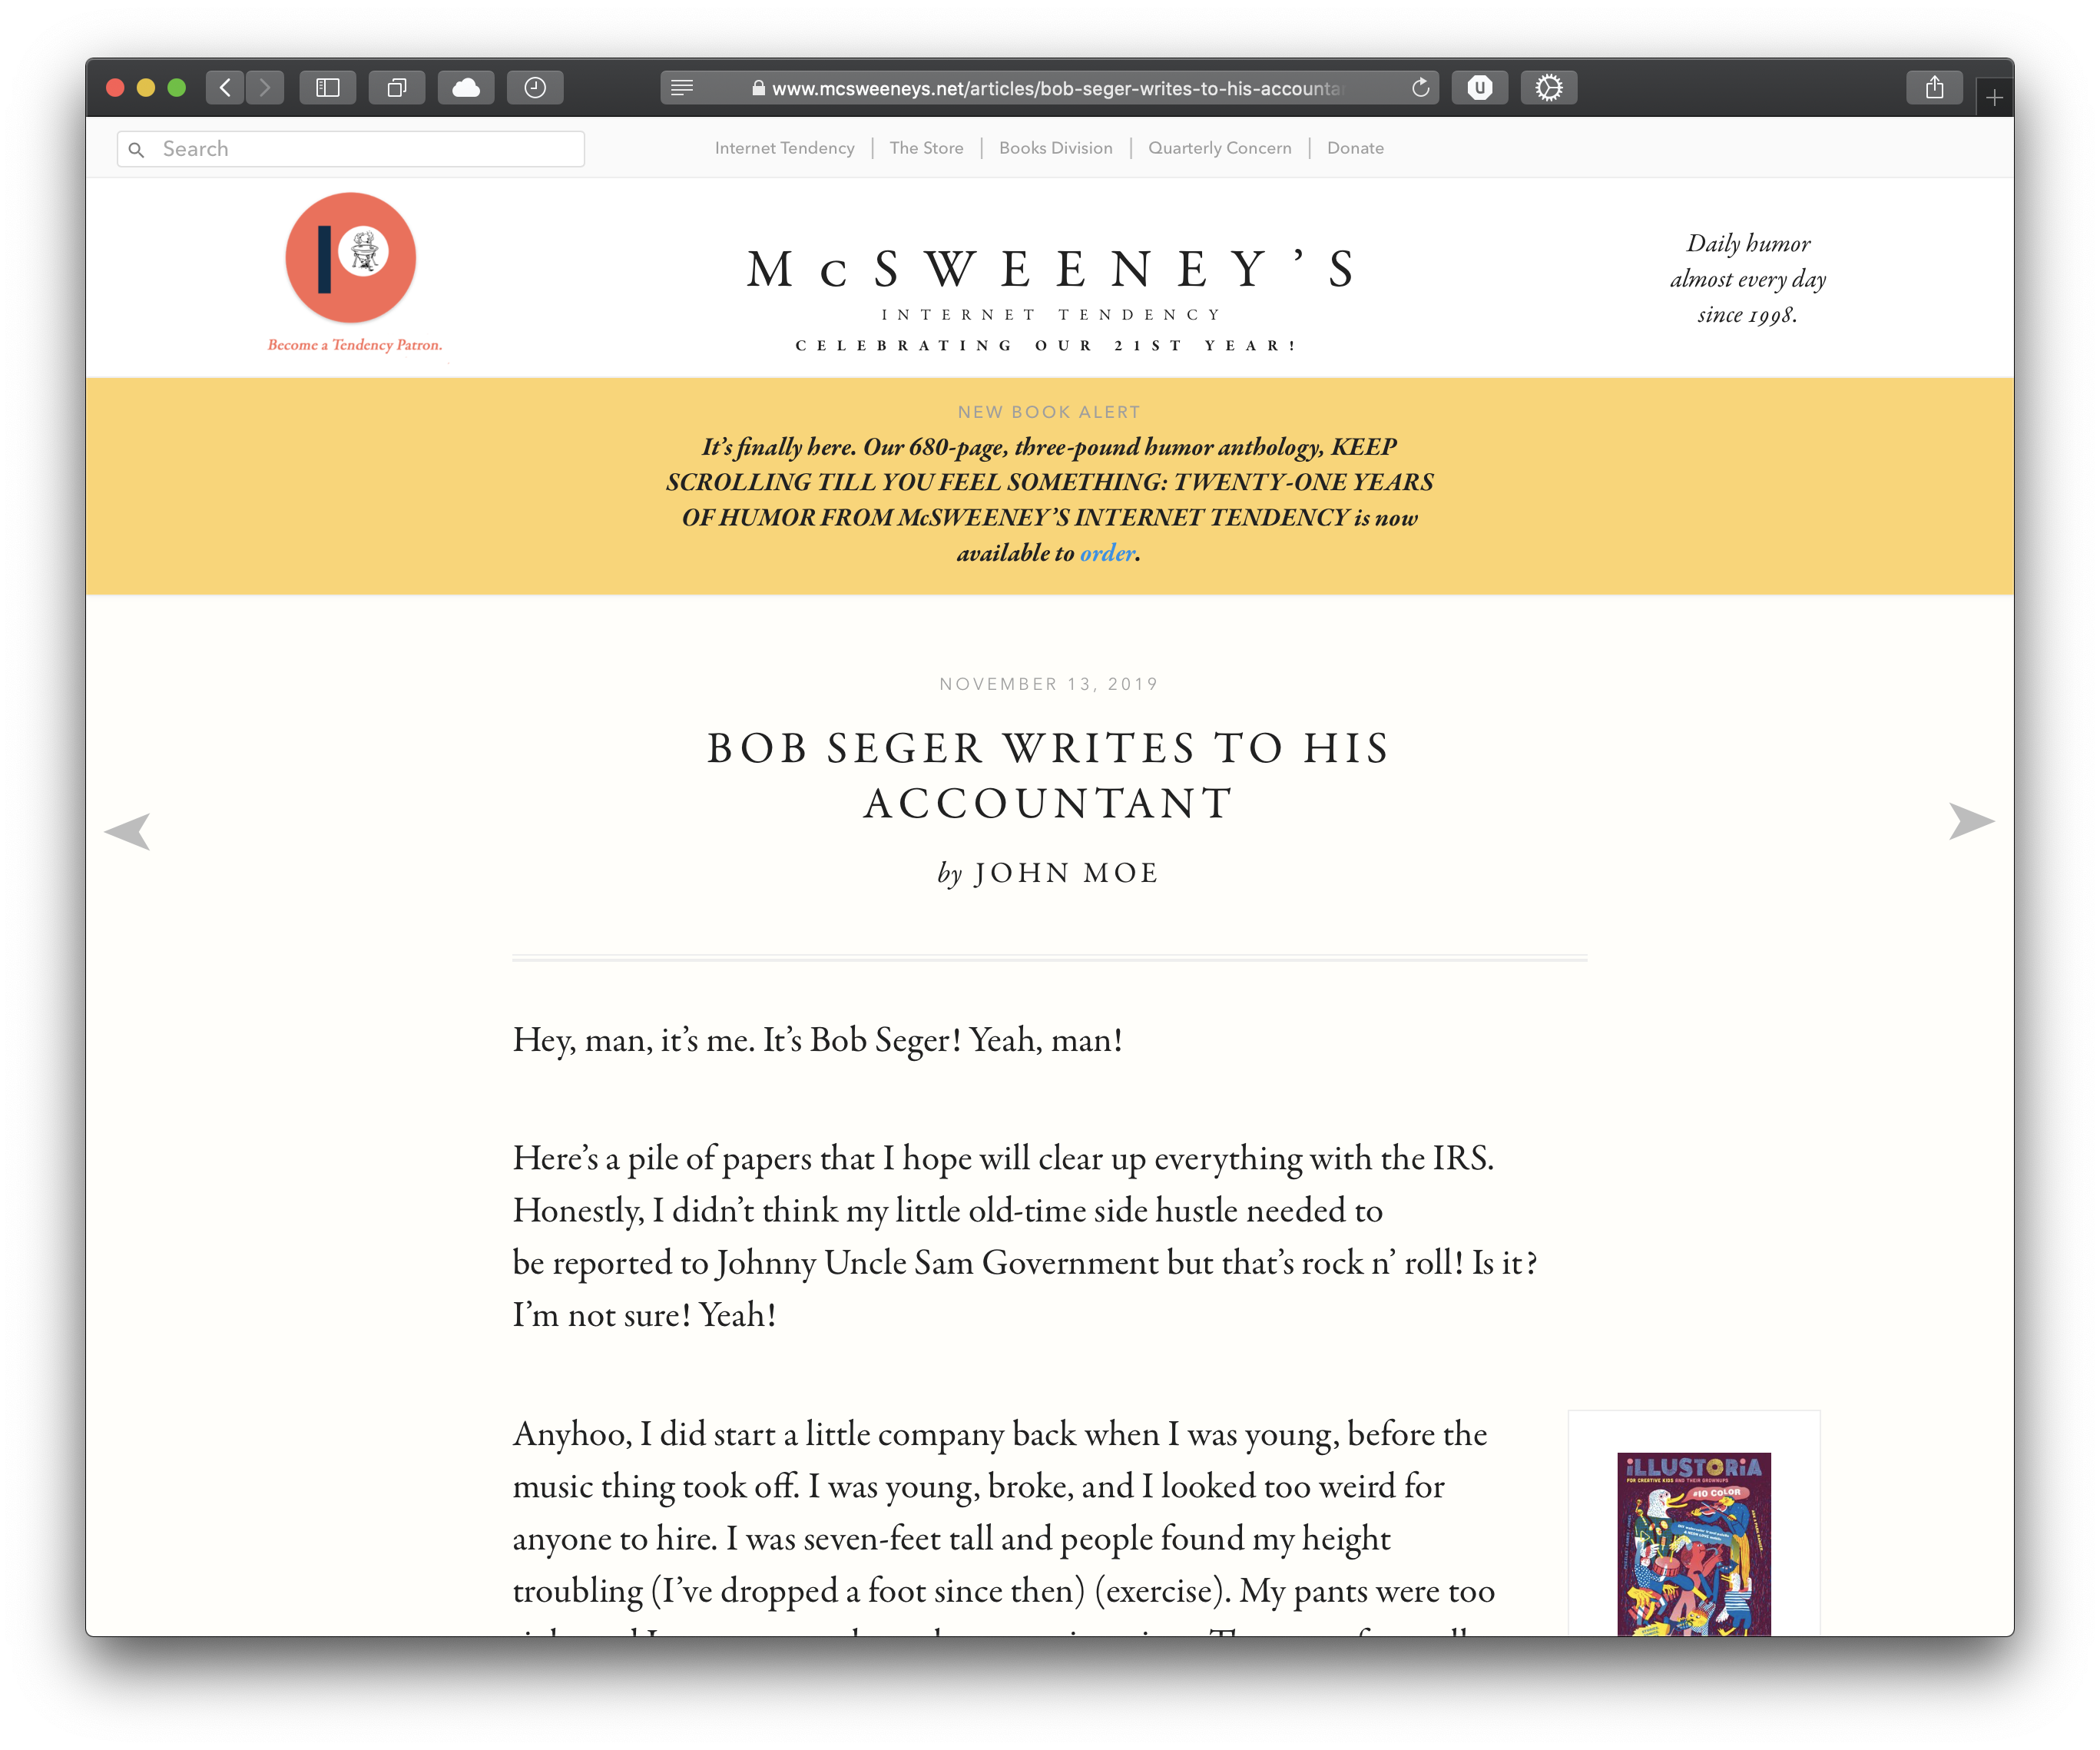 www.mcsweeneys.net/articles/bob-seger-writes-to-his-accounta
Search
Internet Tendency | The Store | Books Division | Quarterly Concern | Donate
Become a Tendency Patron.
McSWEENEY’S
INTERNET TENDENCY
CELEBRATING OUR 21ST YEAR!
Daily humor
almost every day
since 1998.
NEW BOOK ALERT
It’s finally here. Our 680-page, three-pound humor anthology, KEEP
SCROLLING TILL YOU FEEL SOMETHING: TWENTY-ONE YEARS
OF HUMOR FROM McSWEENEY’S INTERNET TENDENCY is now
available to order.
NOVEMBER 13, 2019
BOB SEGER WRITES TO HIS
ACCOUNTANT
by JOHN MOE
Hey, man, it’s me. It’s Bob Seger! Yeah, man!
Here’s a pile of papers that I hope will clear up everything with the IRS.
Honestly, I didn’t think my little old-time side hustle needed to
be reported to Johnny Uncle Sam Government but that’s rock n’ roll! Is it?
I’m not sure! Yeah!
Anyhoo, I did start a little company back when I was young, before the
music thing took off. I was young, broke, and I looked too weird for
anyone to hire. I was seven-feet tall and people found my height
troubling (I’ve dropped a foot since then) (exercise). My pants were too
ILLUSTORIA
FOR CREATIVE KIDS AND THEIR GROWNUPS
#10 COLOR